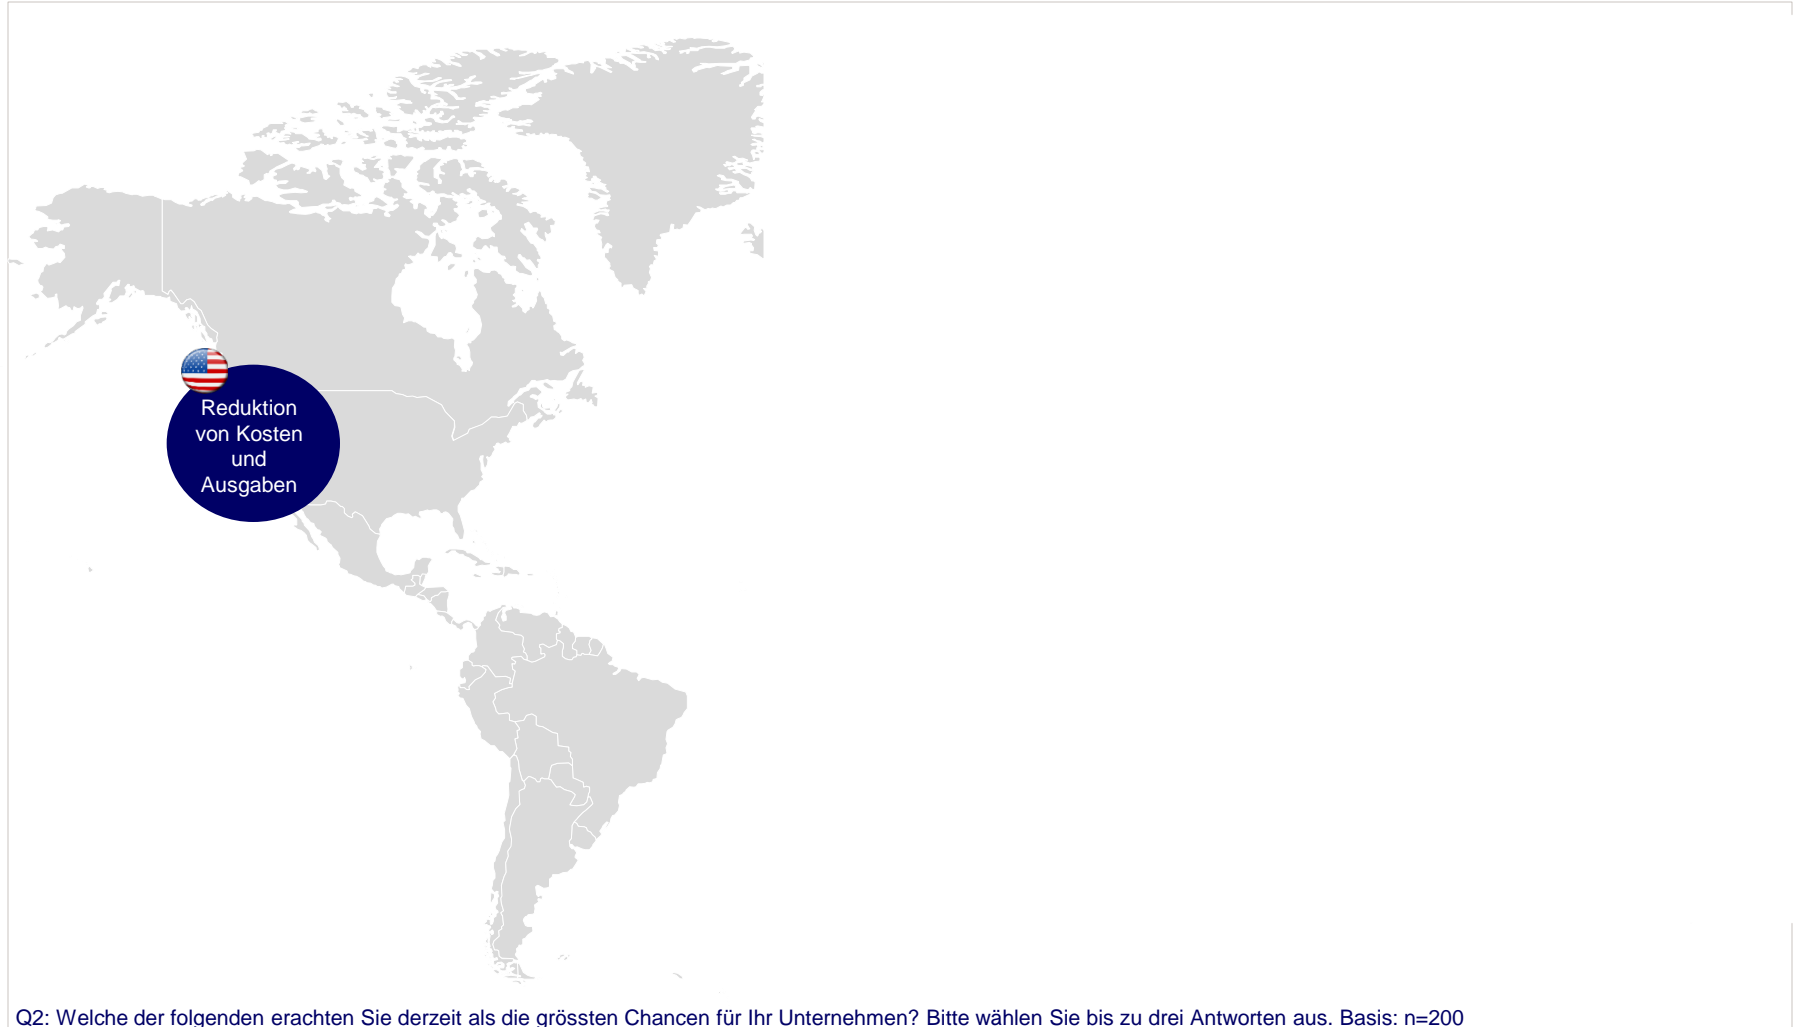 Reduktion
von Kosten
und
Ausgaben
Q2: Welche der folgenden erachten Sie derzeit als die grössten Chancen für Ihr Unternehmen? Bitte wählen Sie bis zu drei Antworten aus. Basis: n=200